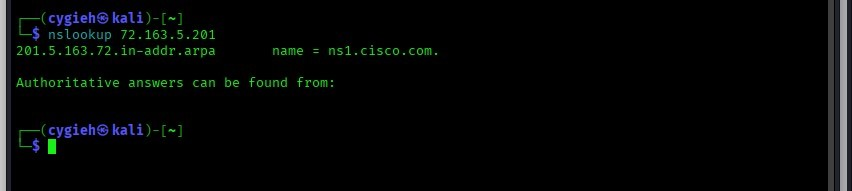 ┌──(cygieh㉿kali)-[~]
└─$ nslookup 72.163.5.201
201.5.163.72.in-addr.arpa       name = ns1.cisco.com.
Authoritative answers can be found from:
┌──(cygieh㉿kali)-[~]
└─$